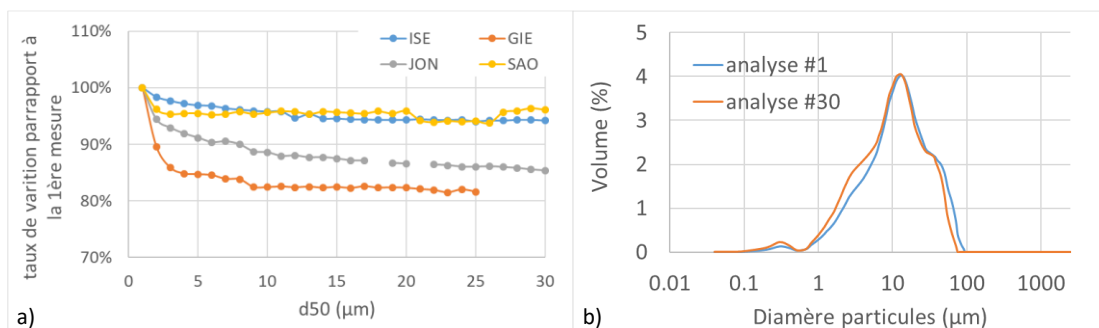 taux de varition parrapport à
la 1ère mesure
110%
100%
90%
80%
70%
ISE
GIE
JON
SAO
0 5 10 15 20 25 30
d50 (µm)
a)
Volume (%)
5
4
3
2
1
0
analyse #1
analyse #30
0.01 0.1 1 10 100 1000
Diamère particules (µm)
b)